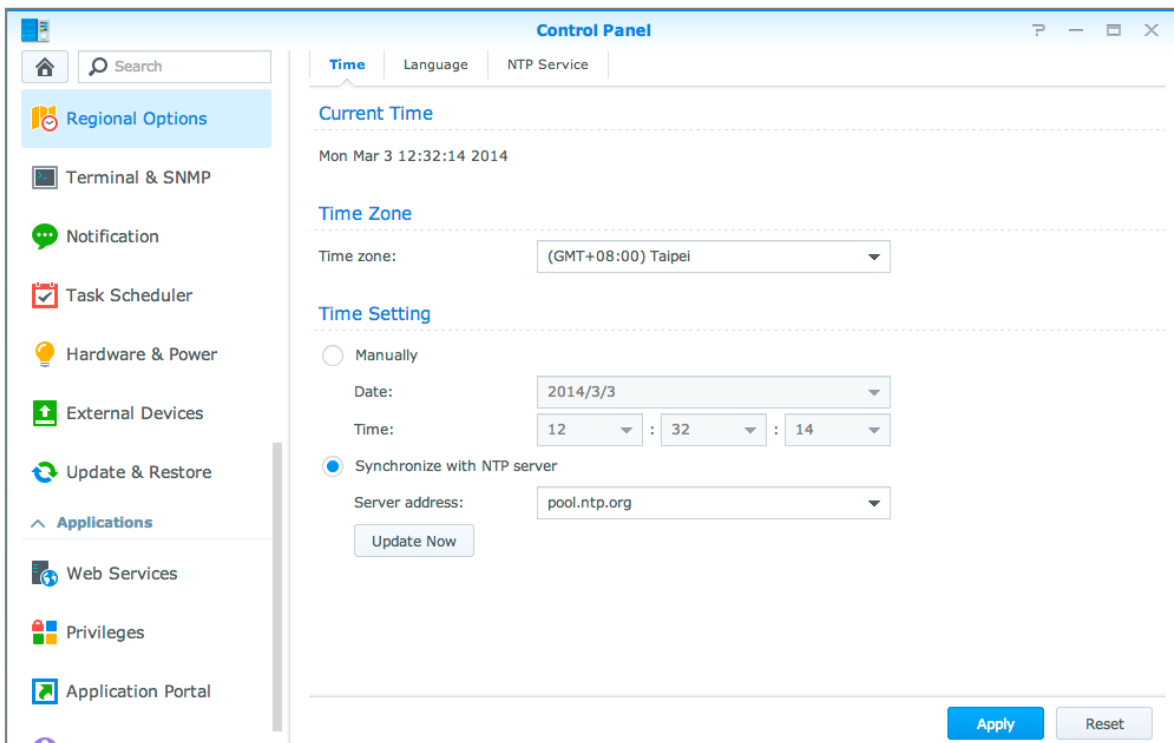 Control Panel
Search
Time Language NTP Service
Regional Options
Terminal & SNMP
Notification
Task Scheduler
Hardware & Power
External Devices
Update & Restore
Applications
Web Services
Privileges
Application Portal
Current Time
Mon Mar 3 12:32:14 2014
Time Zone
Time zone: (GMT+08:00) Taipei
Time Setting
Manually
Date: 2014/3/3
Time: 12 : 32 : 14
Synchronize with NTP server
Server address: pool.ntp.org
Update Now
Apply Reset